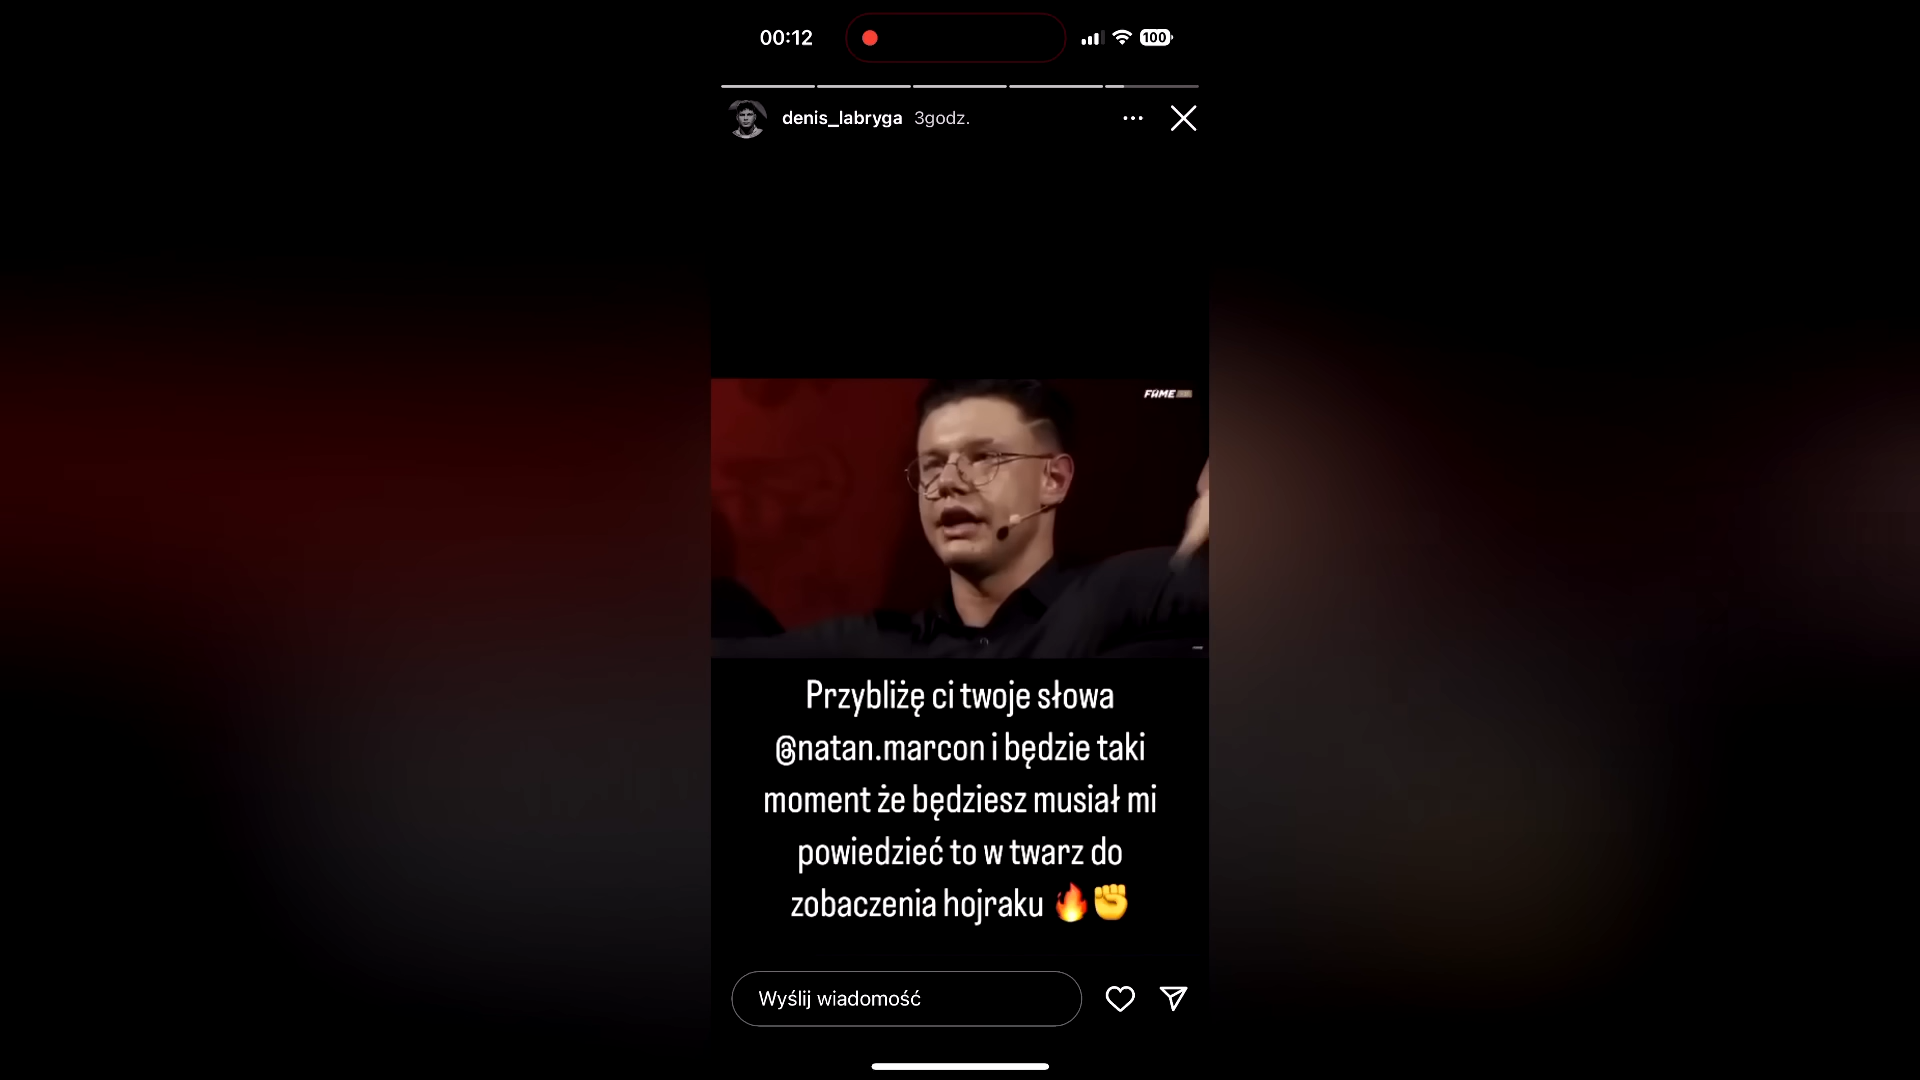 00:12
100
denis_labryga 3godz.
FAME
Przybliżę ci twoje słowa
@natan.marcon i będzie taki
moment że będziesz musiał mi
powiedzieć to w twarz do
zobaczenia hojraku 🔥✊
Wyślij wiadomość